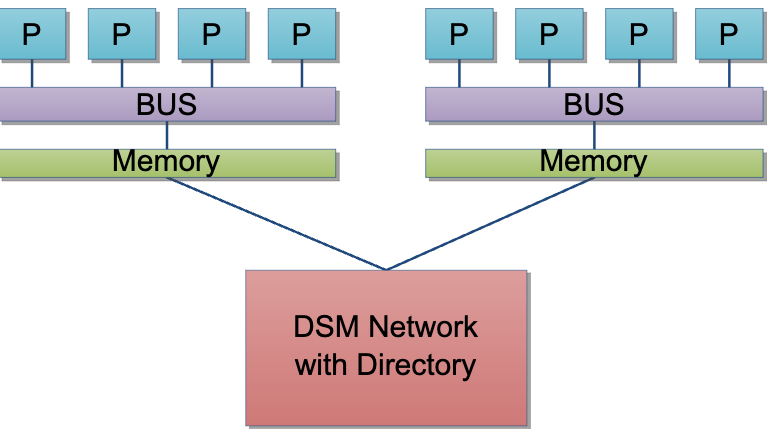 P P P P P P P P
BUS BUS
Memory Memory
DSM Network
with Directory